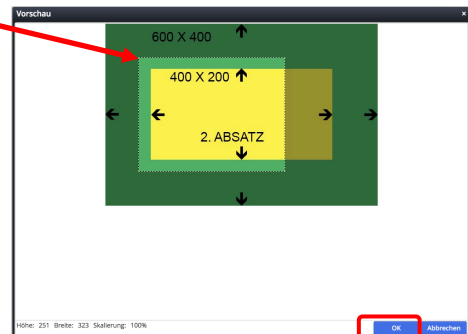 Vorschau ×
600 X 400
400 X 200
2. ABSATZ
Höhe: 251 Breite: 323 Skalierung: 100%
OK Abbrechen